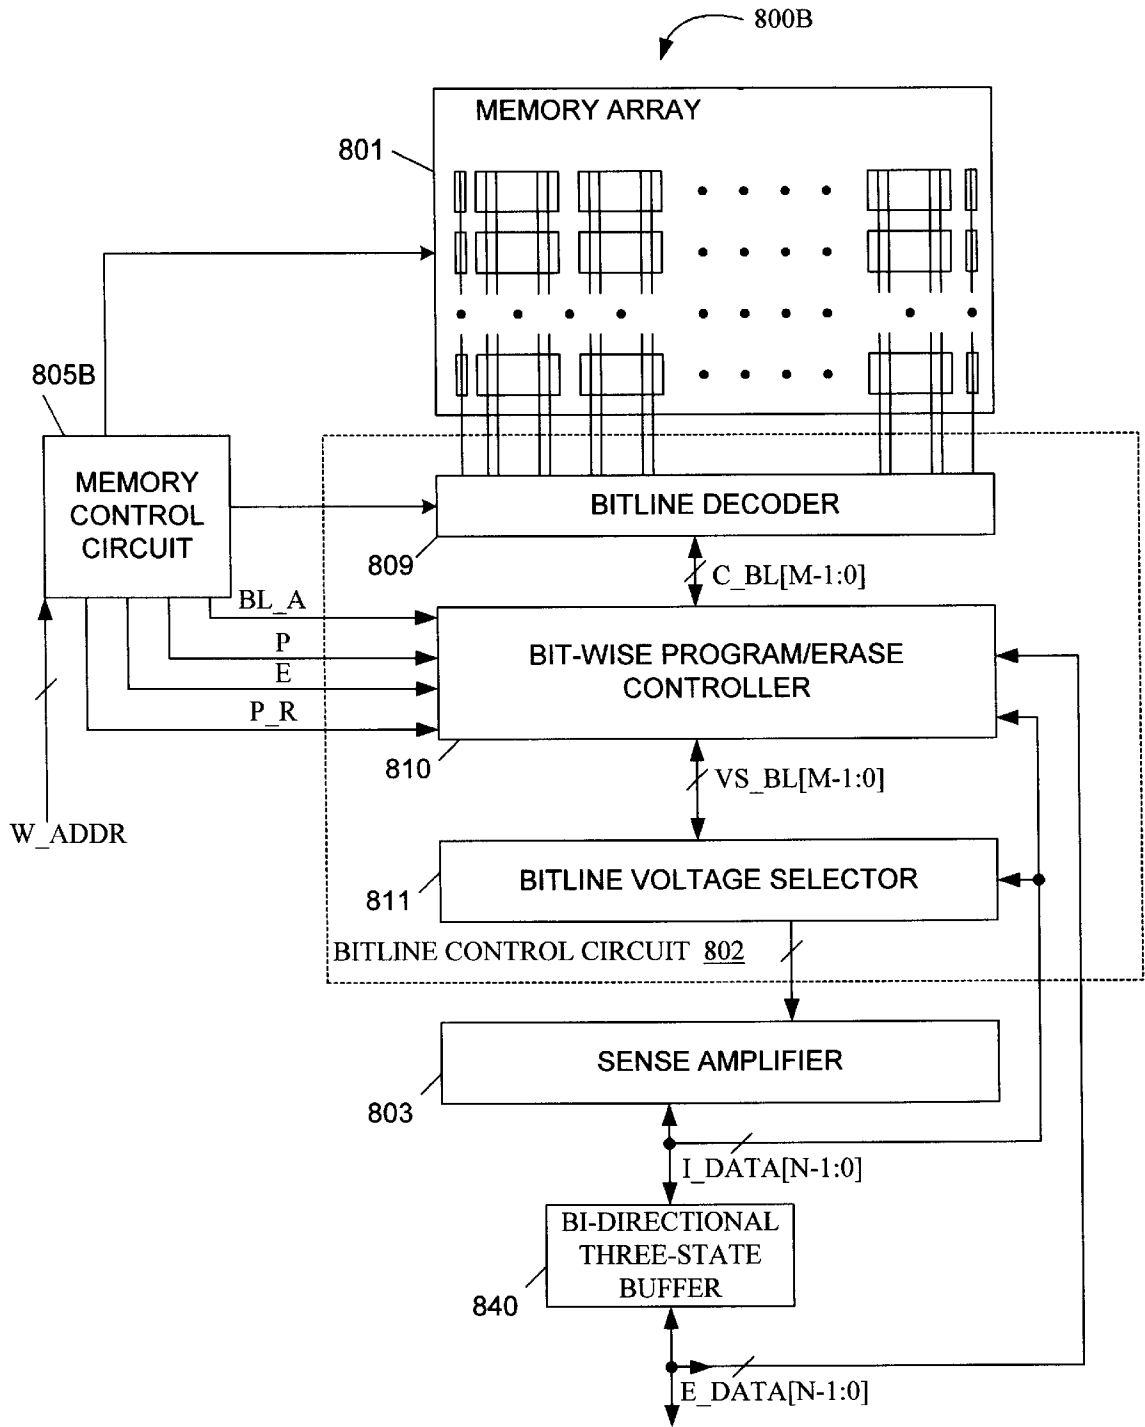 800B
MEMORY ARRAY
801
805B
MEMORY
CONTROL
CIRCUIT
BITLINE DECODER
809
C_BL[M-1:0]
BL_A
P
E
P_R
BIT-WISE PROGRAM/ERASE
CONTROLLER
810
VS_BL[M-1:0]
W_ADDR
BITLINE VOLTAGE SELECTOR
811
BITLINE CONTROL CIRCUIT 802
SENSE AMPLIFIER
803
I_DATA[N-1:0]
BI-DIRECTIONAL
THREE-STATE
BUFFER
840
E_DATA[N-1:0]